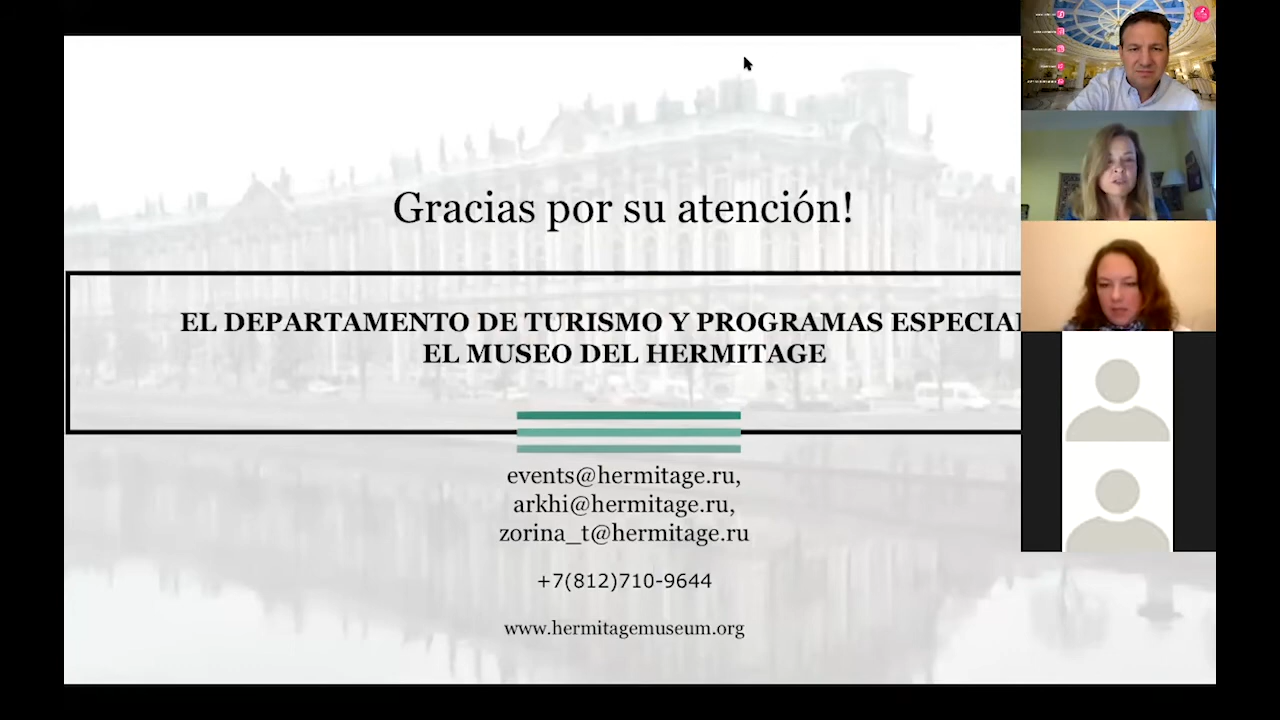 Gracias por su atención!
EL DEPARTAMENTO DE TURISMO Y PROGRAMAS
EL MUSEO DEL HERMITAGE
events@hermitage.ru,
arkhi@hermitage.ru,
zorina_t@hermitage.ru
+7(812)710-9644
www.hermitagemuseum.org